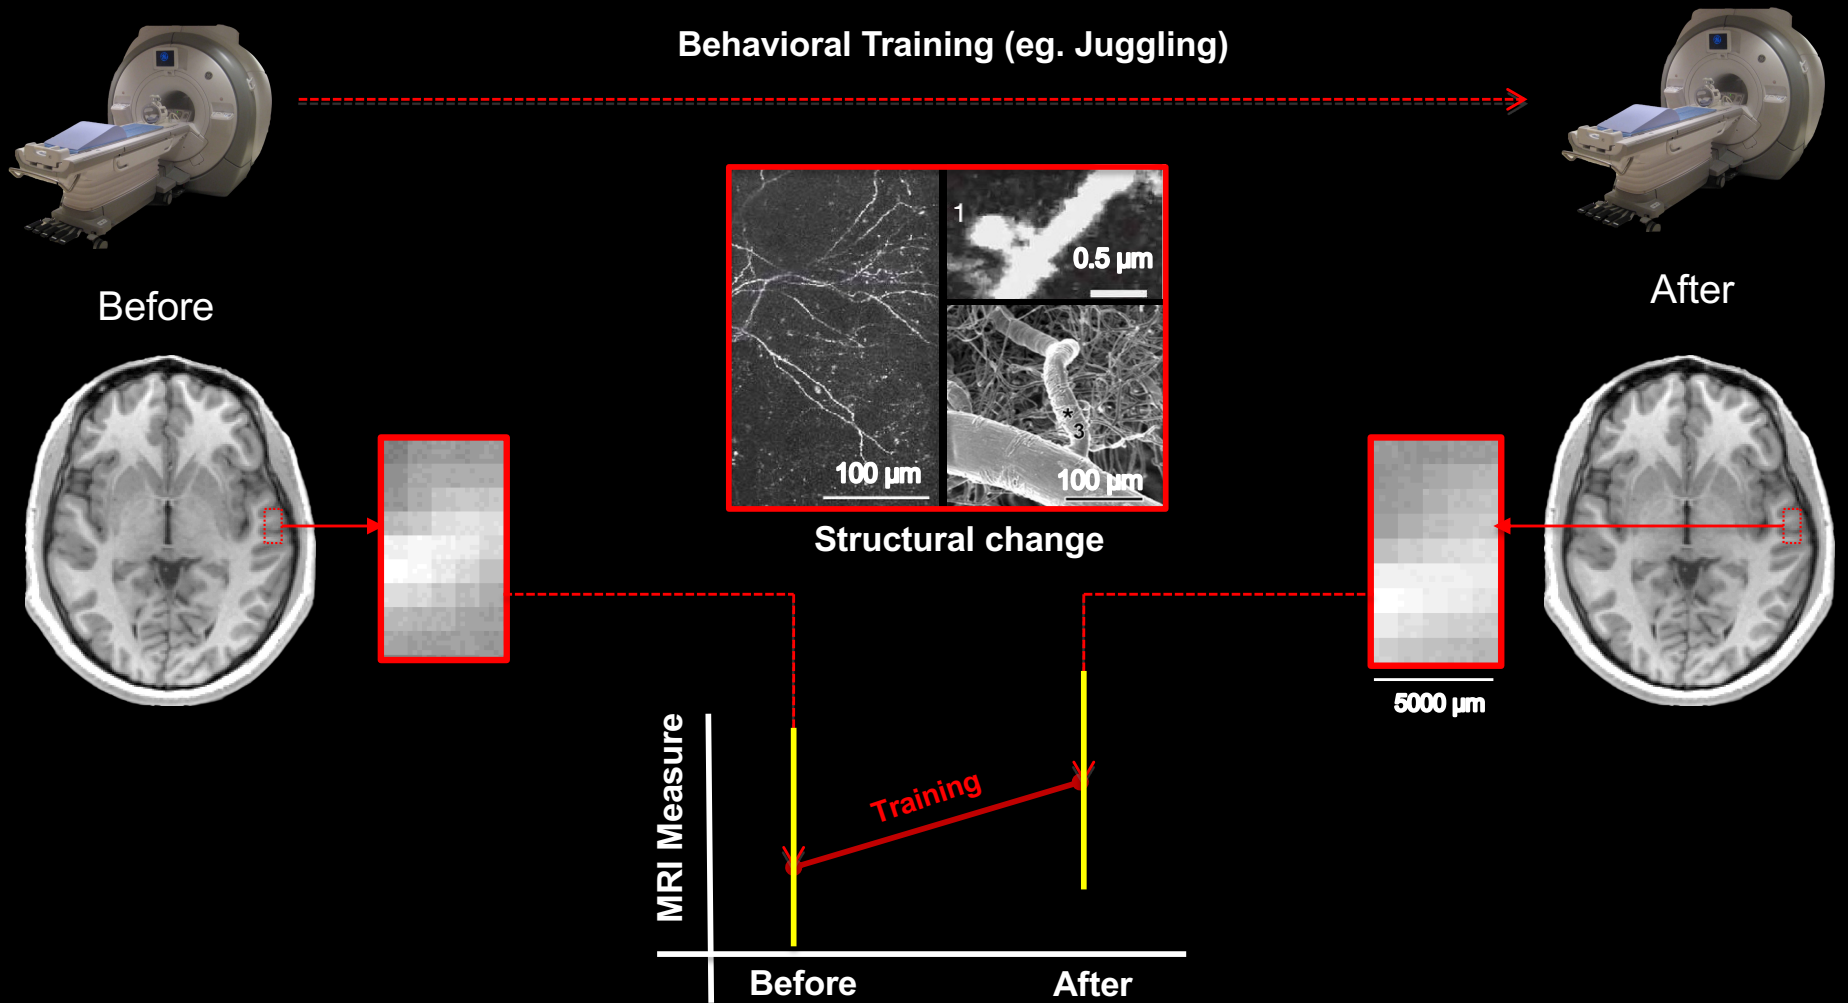 Behavioral Training (eg. Juggling)
Before
After
1
0.5 µm
100 µm
*
3
100 µm
Structural change
5000 µm
MRI Measure
Training
Before
After